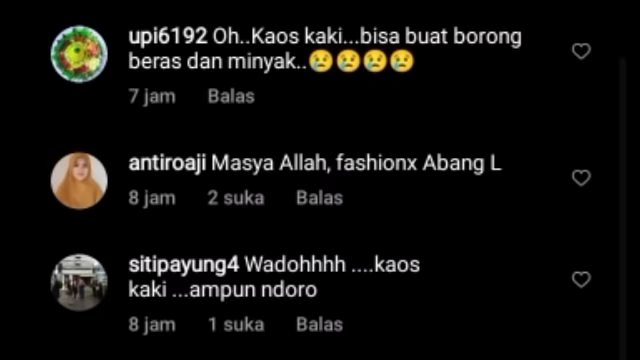 upi6192 Oh..Kaos kaki...bisa buat borong
beras dan minyak..😢😢😢😢
7 jam Balas
antiroaji Masya Allah, fashionx Abang L
8 jam 2 suka Balas
sitipayung4 Wadohhhh ....kaos
kaki ...ampun ndoro
8 jam 1 suka Balas